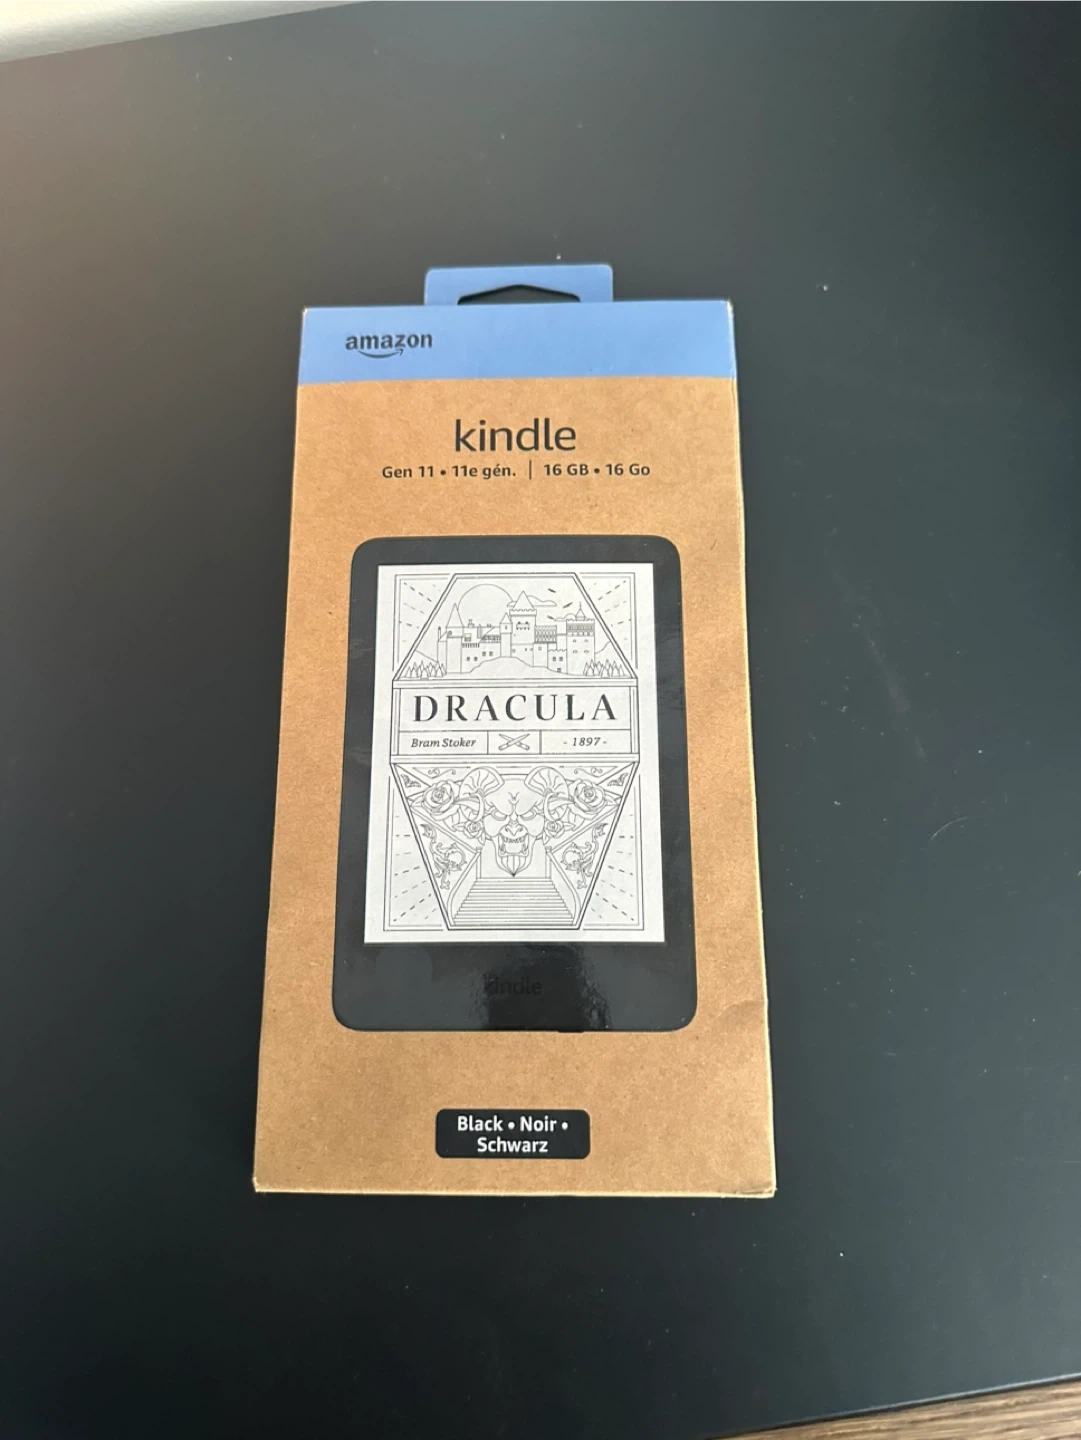 amazon
kindle
Gen 11 • 11e gén. | 16 GB • 16 Go
DRACULA
Bram Stoker
- 1897 -
kindle
Black • Noir •
Schwarz